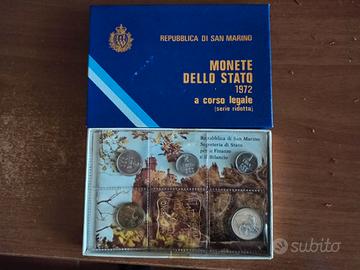 REPUBBLICA DI SAN MARINO
MONETE
DELLO STATO
1972
a corso legale
(serie ridotta)
Repubblica di San Marino
Segreteria di Stato
per le Finanze
e il Bilancio
subito